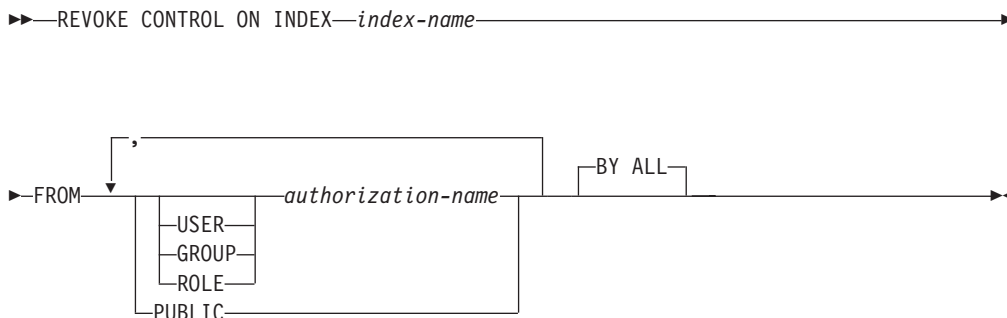 REVOKE CONTROL ON INDEX index-name
,
BY ALL
FROM authorization-name
USER
GROUP
ROLE
PUBLIC